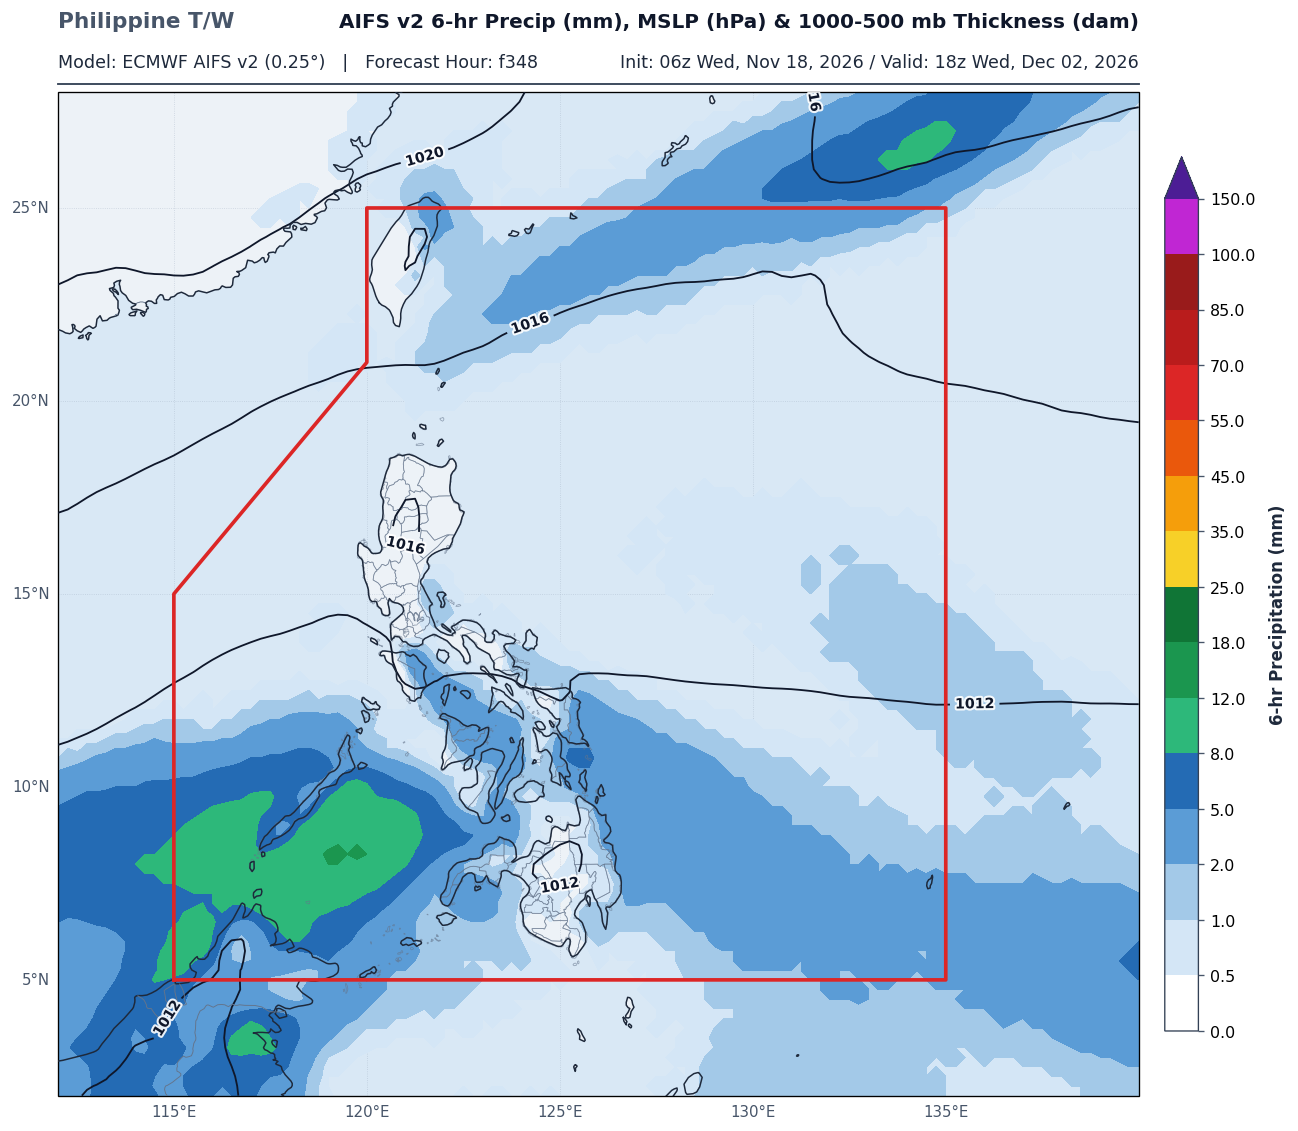 Philippine T/W
AIFS v2 6-hr Precip (mm), MSLP (hPa) & 1000-500 mb Thickness (dam)
Model: ECMWF AIFS v2 (0.25°) | Forecast Hour: f348
Init: 06z Wed, Nov 18, 2026 / Valid: 18z Wed, Dec 02, 2026
16
1020
25°N
1016
20°N
1016
15°N
1012
10°N
1012
5°N
1012
115°E
120°E
125°E
130°E
135°E
150.0
100.0
85.0
70.0
55.0
45.0
35.0
25.0
18.0
12.0
8.0
5.0
2.0
1.0
0.5
0.0
6-hr Precipitation (mm)